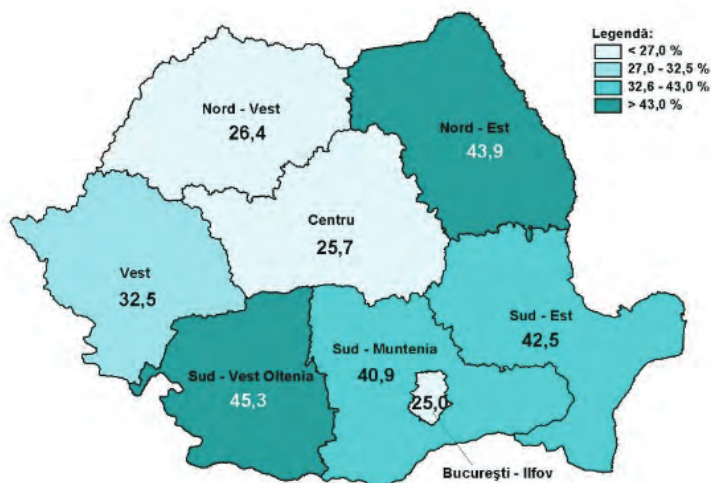 Legendă:
< 27,0 %
27,0 - 32,5 %
32,6 - 43,0 %
> 43,0 %
Nord - Vest
26,4
Nord - Est
43,9
Centru
25,7
Vest
32,5
Sud - Est
42,5
Sud - Muntenia
40,9
Sud - Vest Oltenia
45,3
25,0
Bucureşti - Ilfov